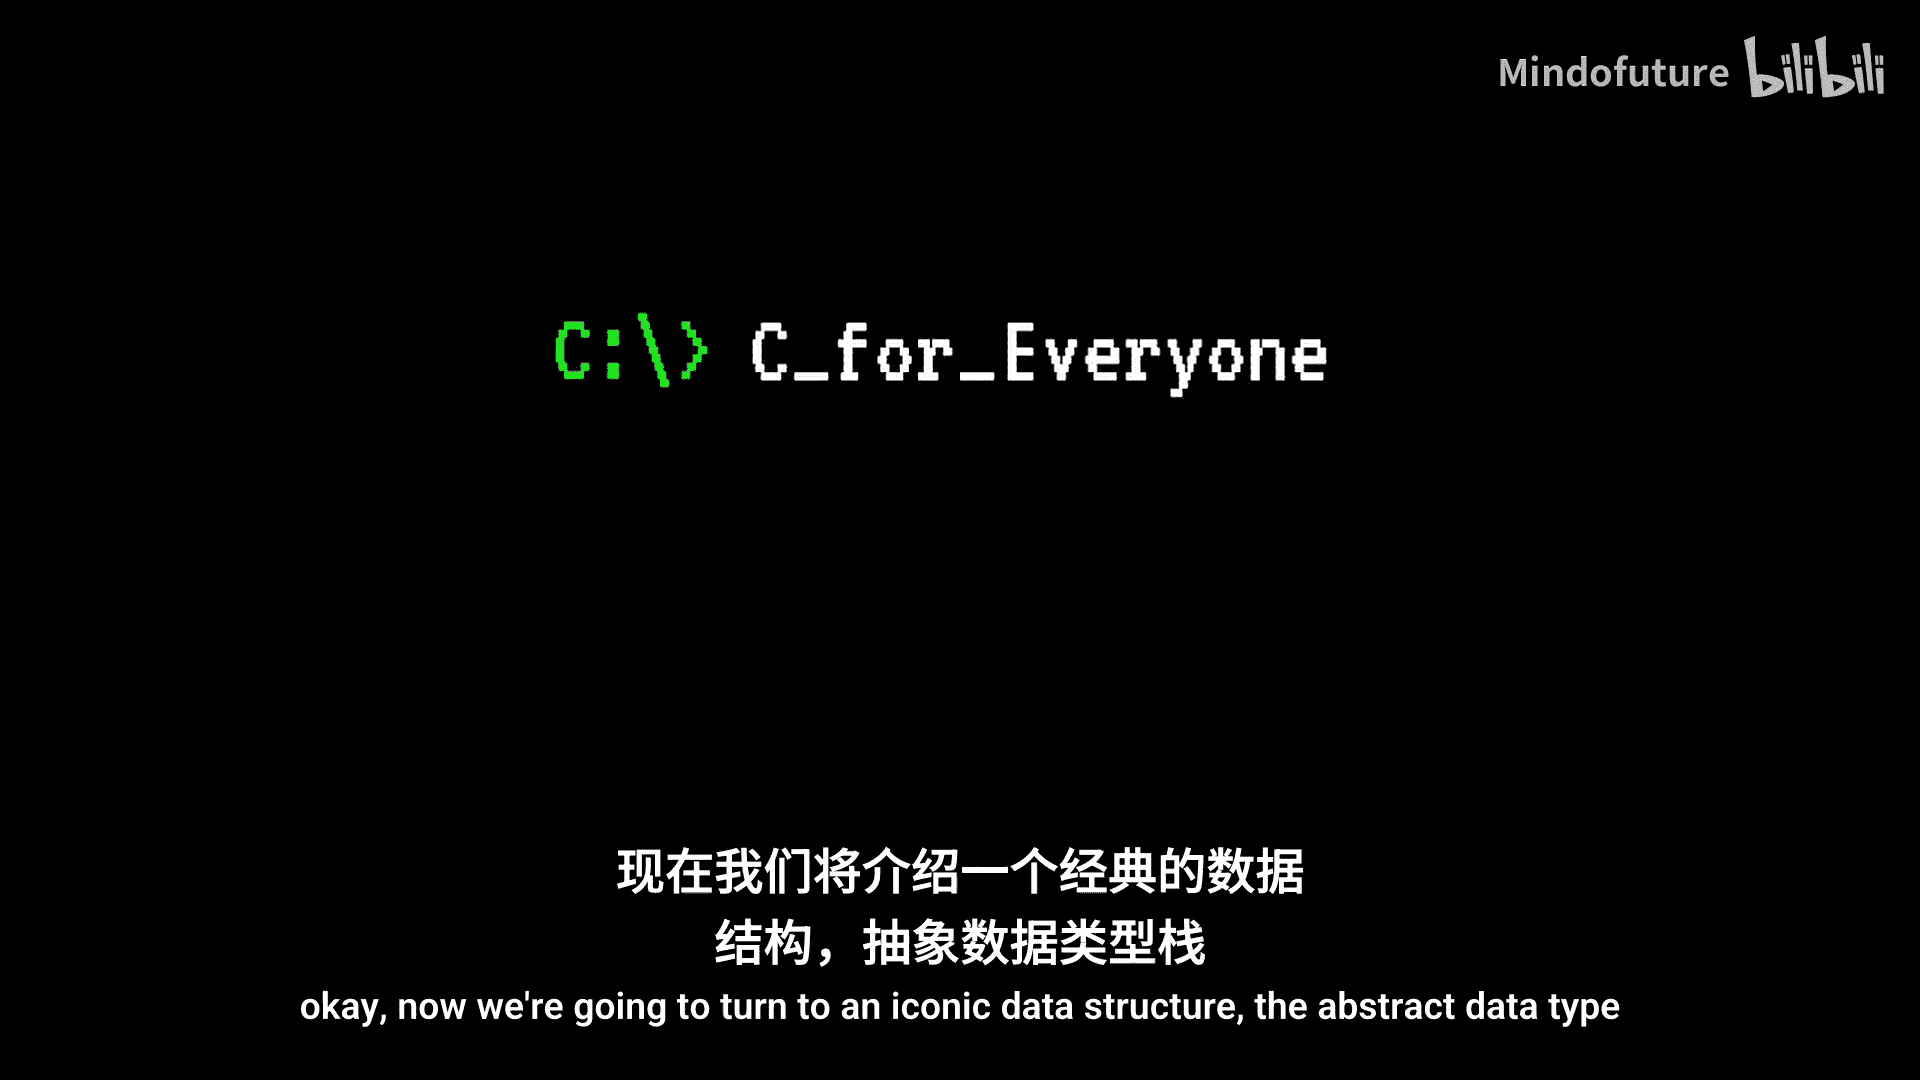 Mindofuture bilibili
C:\> C_for_Everyone
现在我们将介绍一个经典的数据
结构，抽象数据类型栈
okay, now we're going to turn to an iconic data structure, the abstract data type